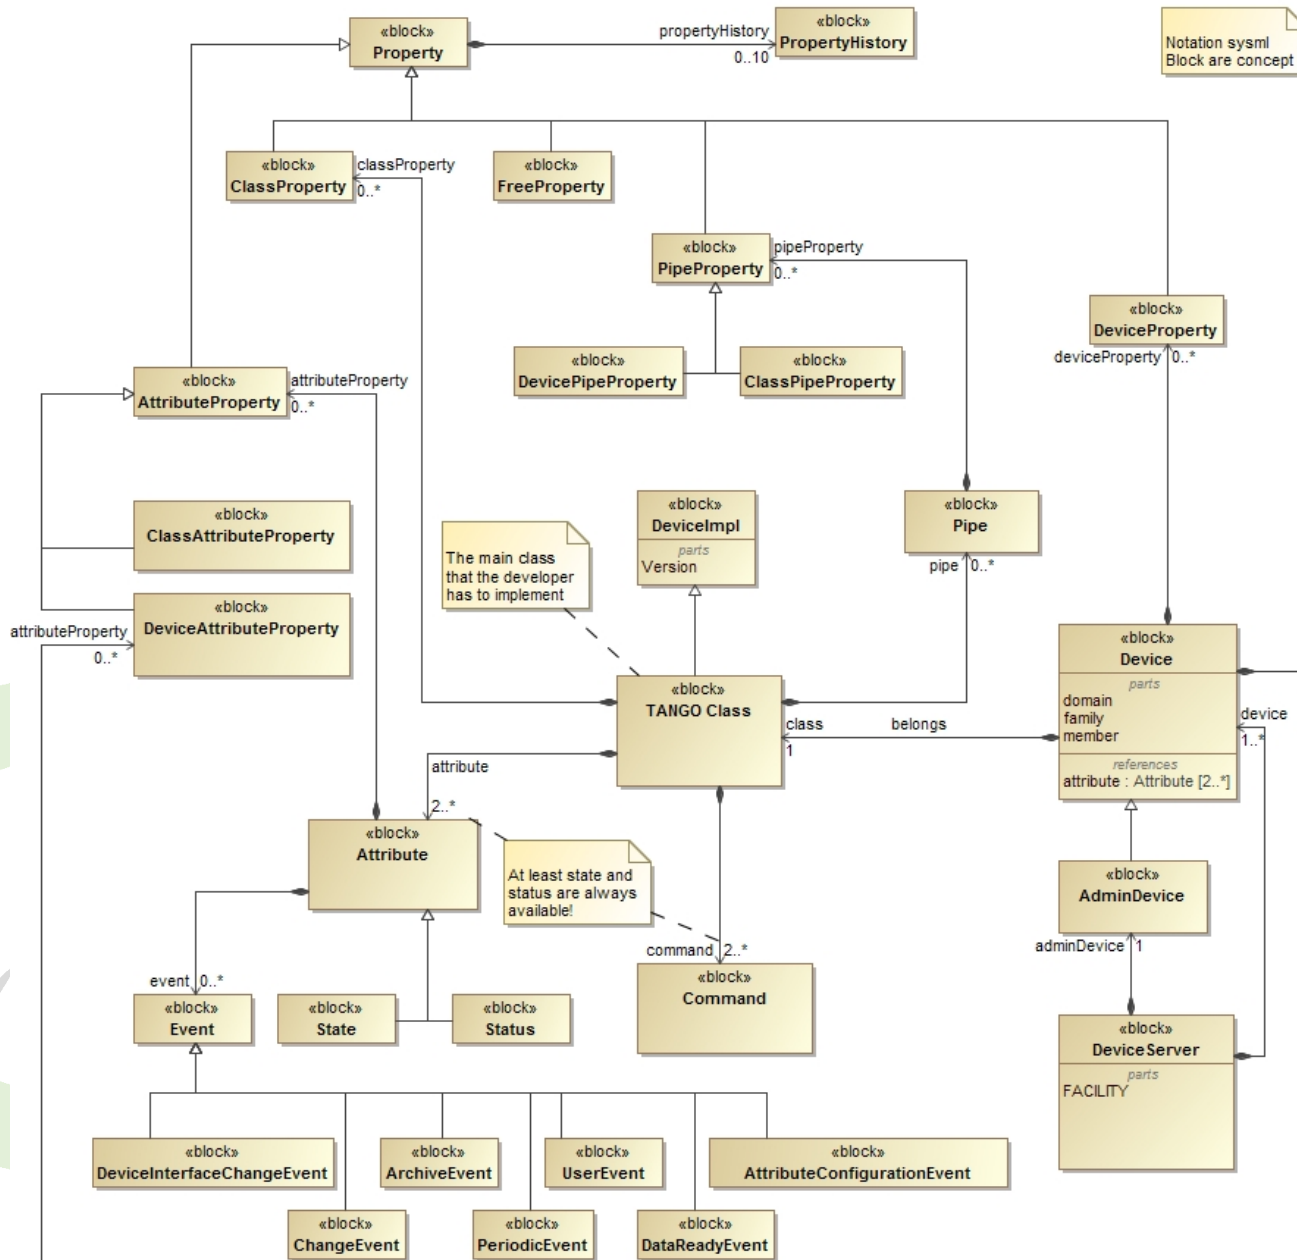 «block»
Property
propertyHistory
0..10
«block»
PropertyHistory
Notation sysml
Block are concept
«block»
ClassProperty
classProperty
0..*
«block»
FreeProperty
«block»
PipeProperty
pipeProperty
0..*
«block»
DeviceProperty
deviceProperty
0..*
«block»
DevicePipeProperty
«block»
ClassPipeProperty
«block»
AttributeProperty
attributeProperty
0..*
«block»
ClassAttributeProperty
«block»
DeviceAttributeProperty
attributeProperty
0..*
The main class
that the developer
has to implement
«block»
DeviceImpl
parts
Version
«block»
Pipe
pipe
0..*
«block»
TANGO Class
class
1
belongs
«block»
Device
parts
domain
family
member
references
attribute : Attribute [2..*]
device
1..*
attribute
2..*
«block»
Attribute
At least state and
status are always
available!
«block»
AdminDevice
adminDevice
1
command
2..*
«block»
Command
event
0..*
«block»
Event
«block»
State
«block»
Status
«block»
DeviceServer
parts
FACILITY
«block»
DeviceInterfaceChangeEvent
«block»
ArchiveEvent
«block»
UserEvent
«block»
AttributeConfigurationEvent
«block»
ChangeEvent
«block»
PeriodicEvent
«block»
DataReadyEvent